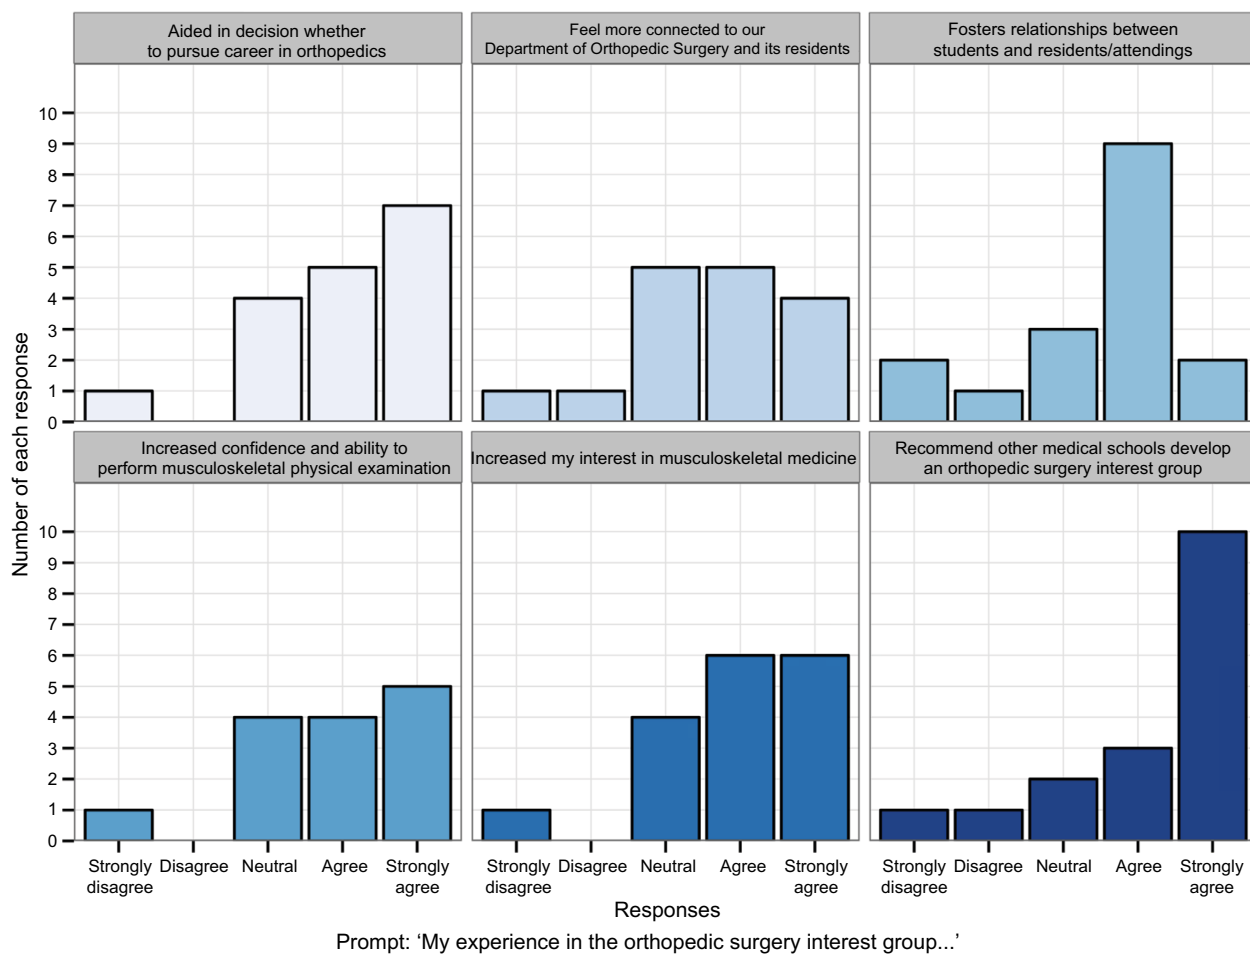 Aided in decision whether
to pursue career in orthopedics
Feel more connected to our
Department of Orthopedic Surgery and its residents
Fosters relationships between
students and residents/attendings
10
9
8
7
6
5
4
3
2
1
0
Increased confidence and ability to
perform musculoskeletal physical examination
Increased my interest in musculoskeletal medicine
Recommend other medical schools develop
an orthopedic surgery interest group
10
9
8
7
6
5
4
3
2
1
0
Number of each response
Strongly
disagree
Disagree
Neutral
Agree
Strongly
agree
Strongly
disagree
Disagree
Neutral
Agree
Strongly
agree
Strongly
disagree
Disagree
Neutral
Agree
Strongly
agree
Responses
Prompt: ‘My experience in the orthopedic surgery interest group...’